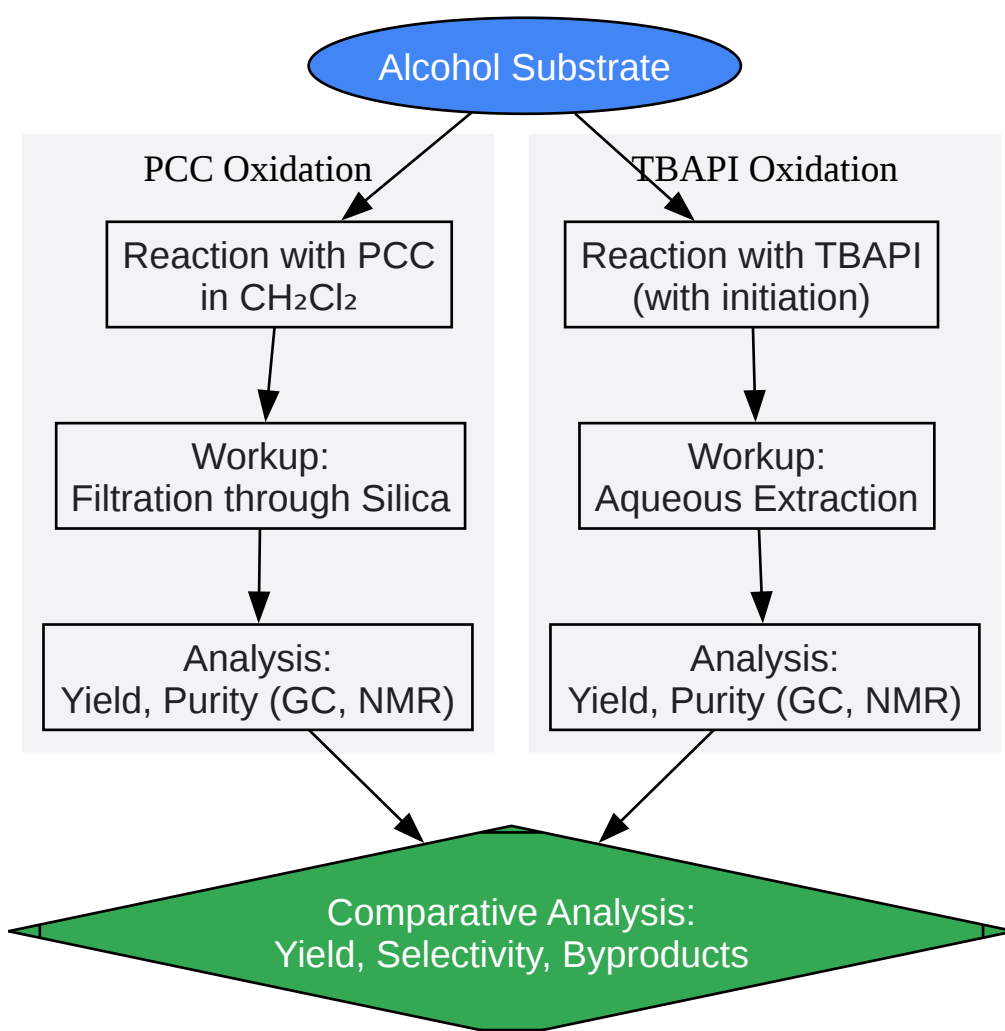 Alcohol Substrate
PCC Oxidation
Reaction with PCC
in CH₂Cl₂
Workup:
Filtration through Silica
Analysis:
Yield, Purity (GC, NMR)
TBAPI Oxidation
Reaction with TBAPI
(with initiation)
Workup:
Aqueous Extraction
Analysis:
Yield, Purity (GC, NMR)
Comparative Analysis:
Yield, Selectivity, Byproducts